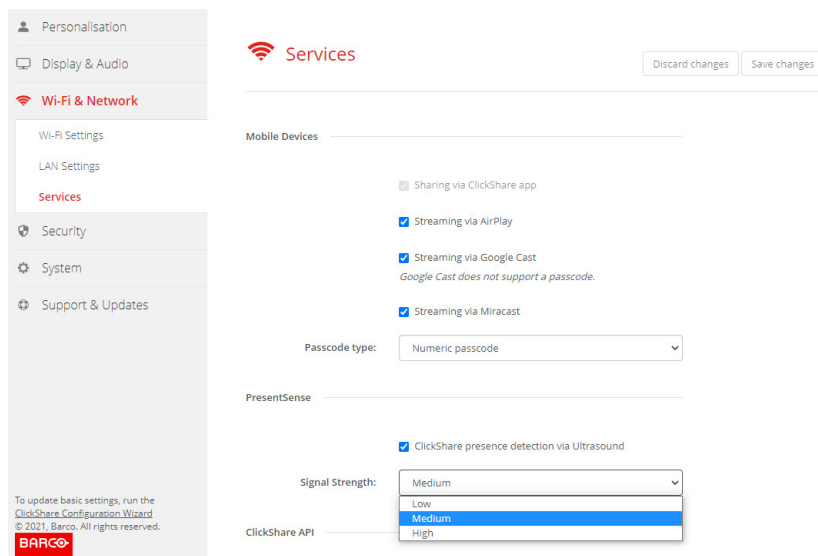 Personalisation
Display & Audio
Wi-Fi & Network
Wi-Fi Settings
LAN Settings
Services
Security
System
Support & Updates
To update basic settings, run the
ClickShare Configuration Wizard
© 2021, Barco. All rights reserved.
BARCO
Services
Discard changes
Save changes
Mobile Devices
Sharing via ClickShare app
Streaming via AirPlay
Streaming via Google Cast
Google Cast does not support a passcode.
Streaming via Miracast
Passcode type:
Numeric passcode
PresentSense
ClickShare presence detection via Ultrasound
Signal Strength:
Medium
Low
Medium
High
ClickShare API